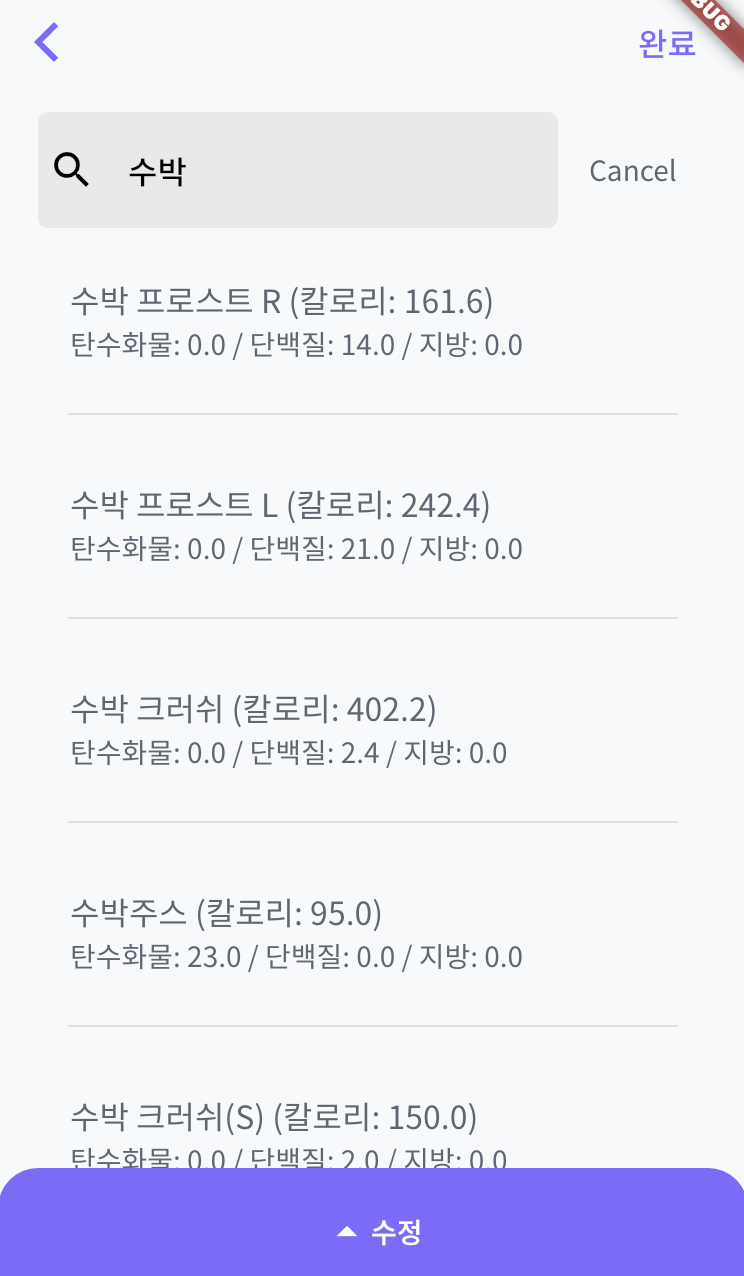 완료
수박
Cancel
수박 프로스트 R (칼로리: 161.6)
탄수화물: 0.0 / 단백질: 14.0 / 지방: 0.0
수박 프로스트 L (칼로리: 242.4)
탄수화물: 0.0 / 단백질: 21.0 / 지방: 0.0
수박 크러쉬 (칼로리: 402.2)
탄수화물: 0.0 / 단백질: 2.4 / 지방: 0.0
수박주스 (칼로리: 95.0)
탄수화물: 23.0 / 단백질: 0.0 / 지방: 0.0
수박 크러쉬(S) (칼로리: 150.0)
탄수화물: 0.0 / 단백질: 2.0 / 지방: 0.0
수정